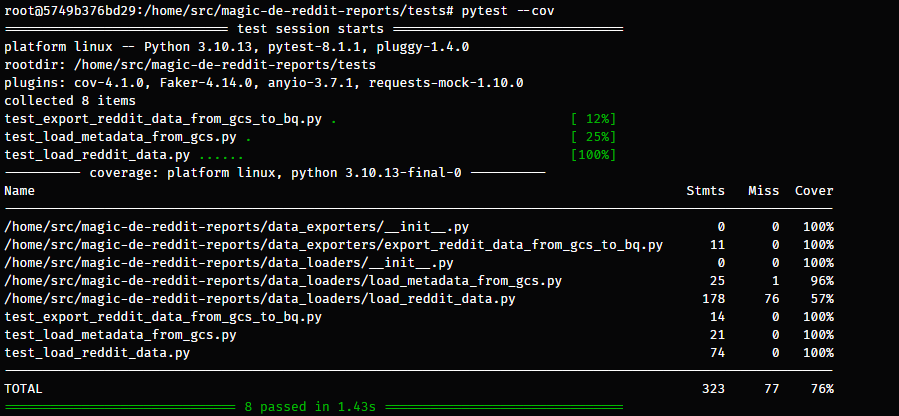 root@5749b376bd29:/home/src/magic-de-reddit-reports/tests# pytest --cov
============================= test session starts =============================
platform linux -- Python 3.10.13, pytest-8.1.1, pluggy-1.4.0
rootdir: /home/src/magic-de-reddit-reports/tests
plugins: cov-4.1.0, Faker-4.14.0, anyio-3.7.1, requests-mock-1.10.0
collected 8 items
test_export_reddit_data_from_gcs_to_bq.py . [ 12%]
test_load_metadata_from_gcs.py . [ 25%]
test_load_reddit_data.py ...... [100%]
---------- coverage: platform linux, python 3.10.13-final-0 ----------
Name Stmts Miss Cover
/home/src/magic-de-reddit-reports/data_exporters/__init__.py 0 0 100%
/home/src/magic-de-reddit-reports/data_exporters/export_reddit_data_from_gcs_to_bq.py 11 0 100%
/home/src/magic-de-reddit-reports/data_loaders/__init__.py 0 0 100%
/home/src/magic-de-reddit-reports/data_loaders/load_metadata_from_gcs.py 25 1 96%
/home/src/magic-de-reddit-reports/data_loaders/load_reddit_data.py 178 76 57%
test_export_reddit_data_from_gcs_to_bq.py 14 0 100%
test_load_metadata_from_gcs.py 21 0 100%
test_load_reddit_data.py 74 0 100%
TOTAL 323 77 76%
============================== 8 passed in 1.43s ===============================